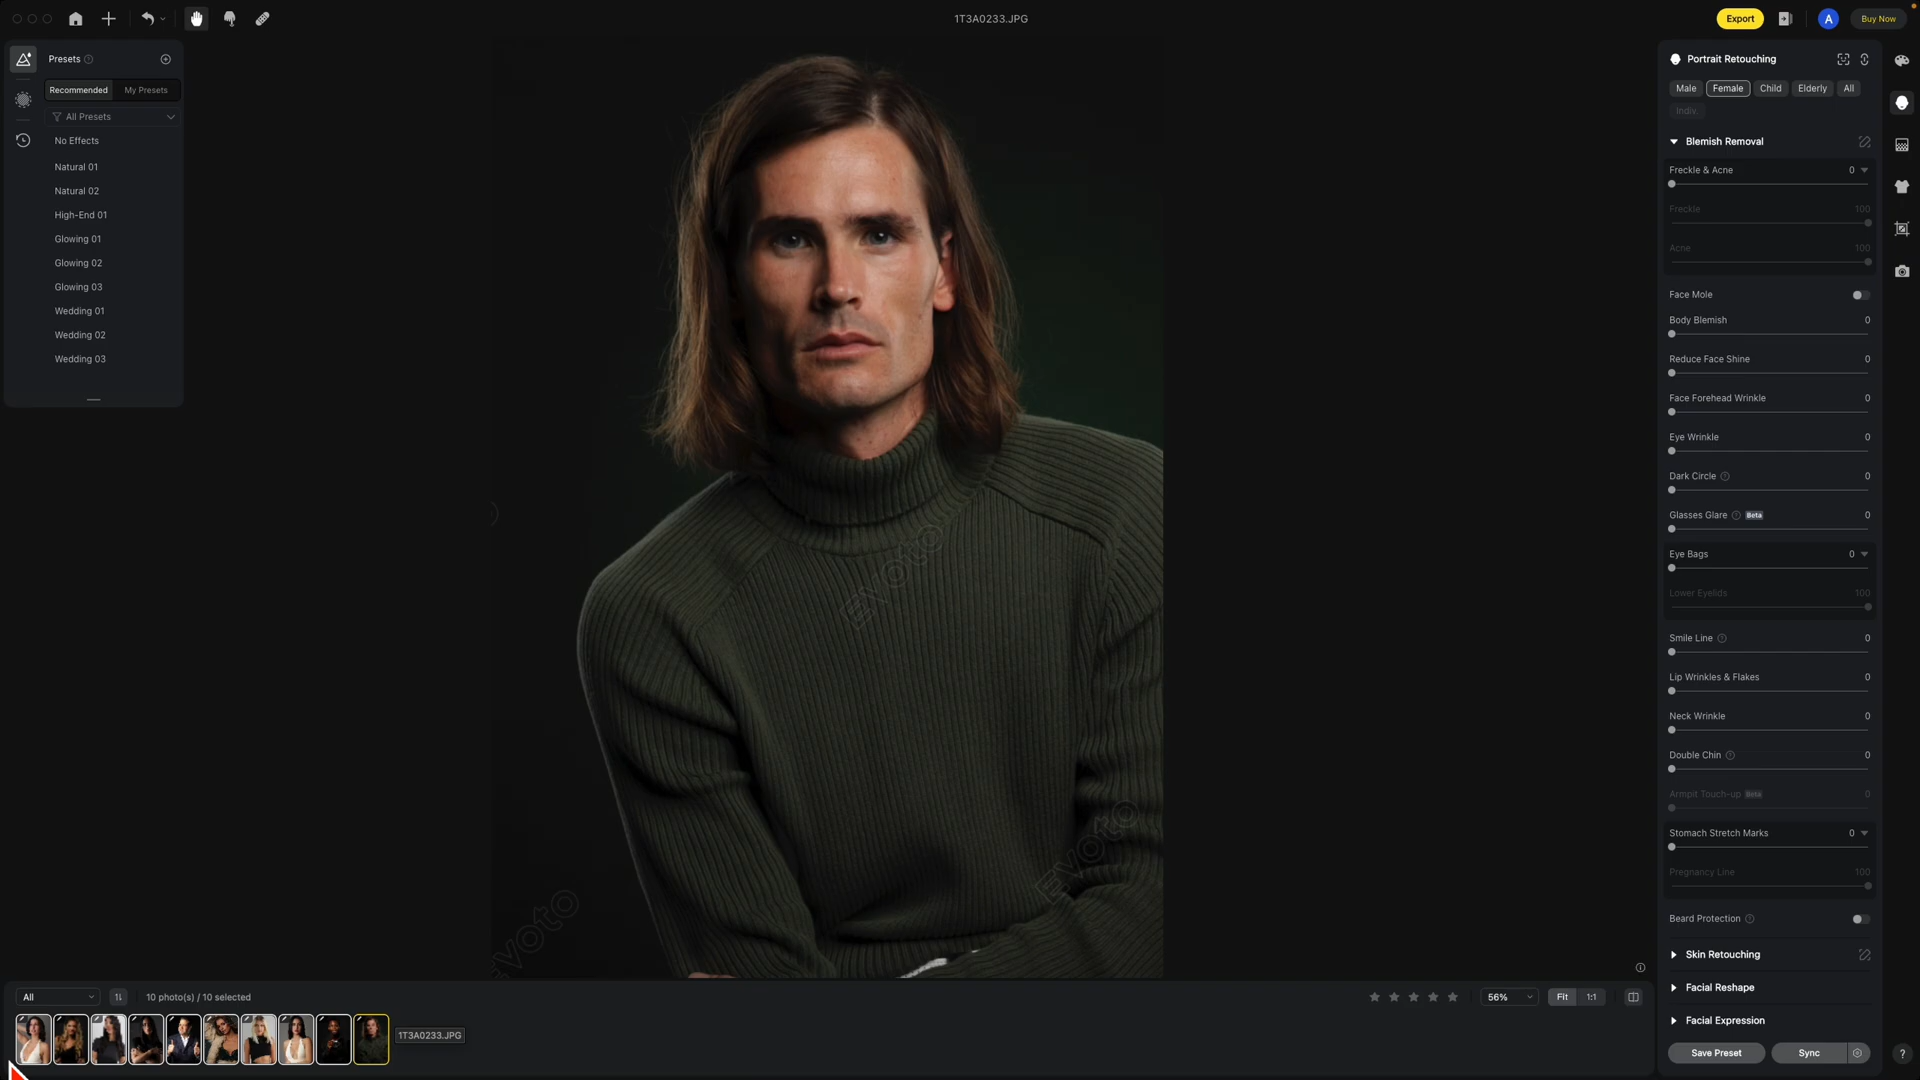 1T3A0233.JPG
Export
A
Buy Now
Presets
Recommended
My Presets
All Presets
No Effects
Natural 01
Natural 02
High-End 01
Glowing 01
Glowing 02
Glowing 03
Wedding 01
Wedding 02
Wedding 03
EVOTO
EVOTO
EVOTO
Portrait Retouching
Male
Female
Child
Elderly
All
Indiv.
Blemish Removal
Freckle & Acne 0
Freckle 100
Acne 100
Face Mole
Body Blemish 0
Reduce Face Shine 0
Face Forehead Wrinkle 0
Eye Wrinkle 0
Dark Circle ? 0
Glasses Glare ? Beta 0
Eye Bags 0
Lower Eyelids 100
Smile Line ? 0
Lip Wrinkles & Flakes 0
Neck Wrinkle 0
Double Chin ? 0
Armpit Touch-up Beta 0
Stomach Stretch Marks 0
Pregnancy Line 100
Beard Protection ?
Skin Retouching
Facial Reshape
Facial Expression
Save Preset
Sync
?
All
10 photo(s) / 10 selected
56%
Fit
1:1
1T3A0233.JPG